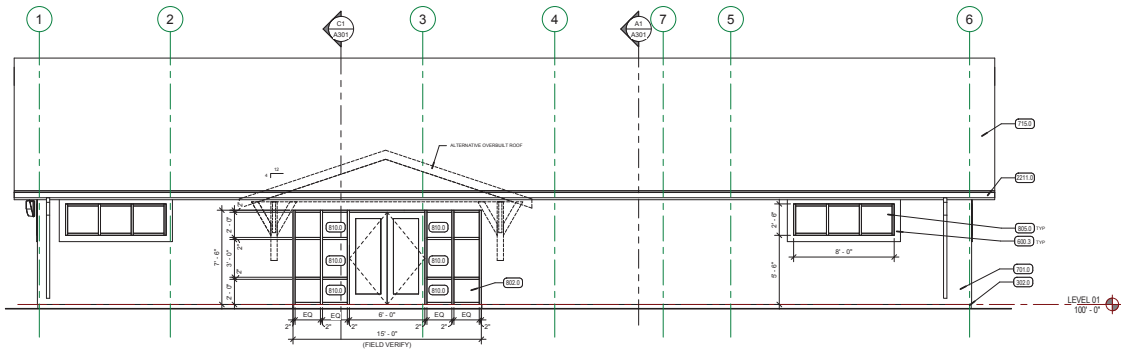 1
2
C1
A301
3
4
A1
A301
7
5
6
ALTERNATIVE OVERBUILT ROOF
12
4
715.0
2211.0
7' - 6"
2' - 0"
2"
3' - 0"
2"
2' - 0"
810.0
810.0
810.0
810.0
810.0
810.0
802.0
2' - 6"
5' - 6"
8' - 0"
805.0 TYP
600.3 TYP
701.0
302.0
LEVEL 01
100' - 0"
EQ EQ 6' - 0" EQ EQ
2" 2" 2" 2" 2" 2"
15' - 0"
(FIELD VERIFY)